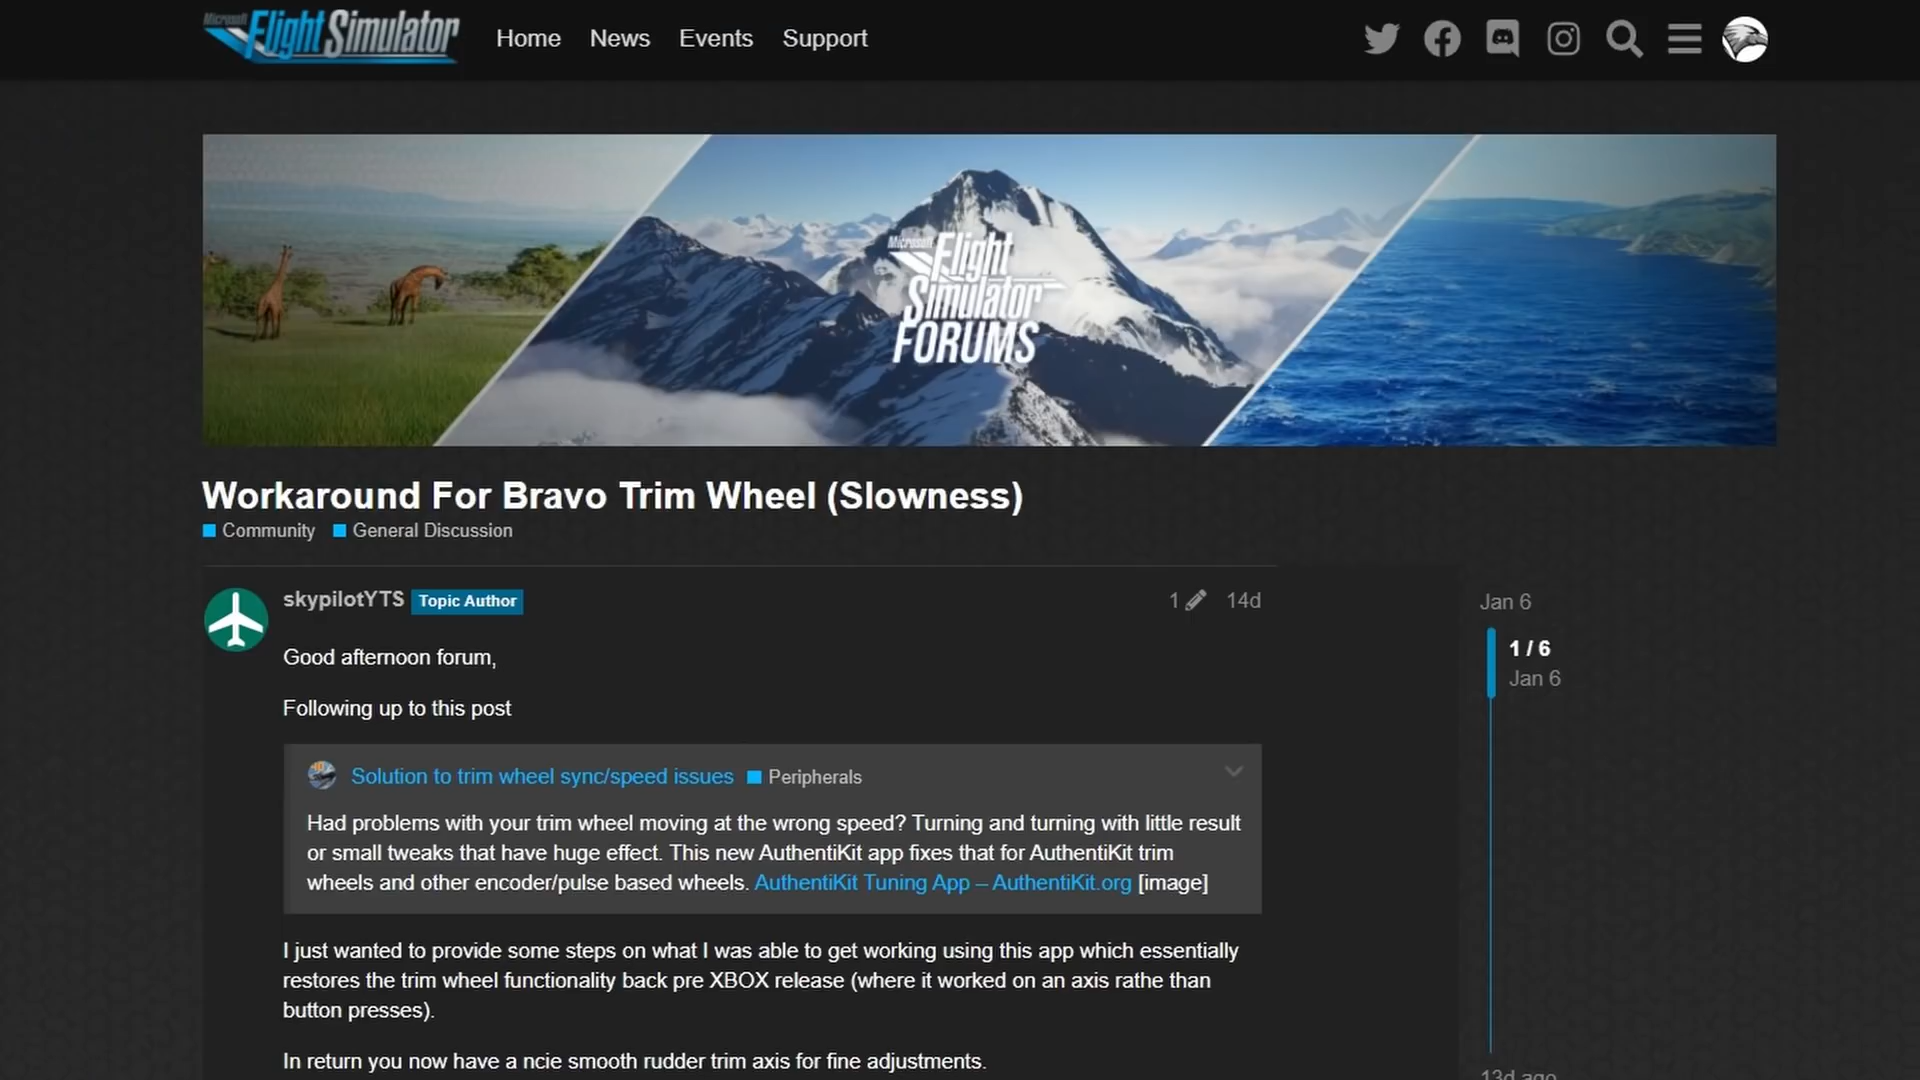 Microsoft
Flight Simulator
Home
News
Events
Support
Microsoft
Flight
Simulator
FORUMS
Workaround For Bravo Trim Wheel (Slowness)
Community
General Discussion
skypilotYTS
Topic Author
1
14d
Good afternoon forum,
Following up to this post
Solution to trim wheel sync/speed issues
Peripherals
Had problems with your trim wheel moving at the wrong speed? Turning and turning with little result
or small tweaks that have huge effect. This new AuthentiKit app fixes that for AuthentiKit trim
wheels and other encoder/pulse based wheels. AuthentiKit Tuning App – AuthentiKit.org [image]
I just wanted to provide some steps on what I was able to get working using this app which essentially
restores the trim wheel functionality back pre XBOX release (where it worked on an axis rathe than
button presses).
In return you now have a ncie smooth rudder trim axis for fine adjustments.
Jan 6
1 / 6
Jan 6
13d ago